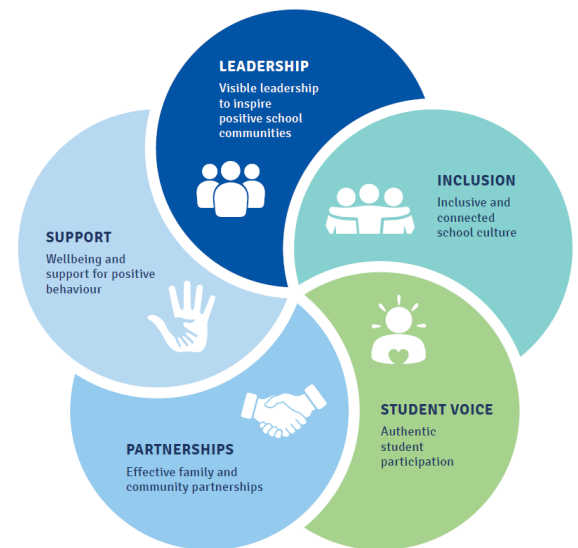 LEADERSHIP
Visible leadership
to inspire
positive school
communities
INCLUSION
Inclusive and
connected
school culture
STUDENT VOICE
Authentic
student
participation
PARTNERSHIPS
Effective family and
community partnerships
SUPPORT
Wellbeing and
support for positive
behaviour